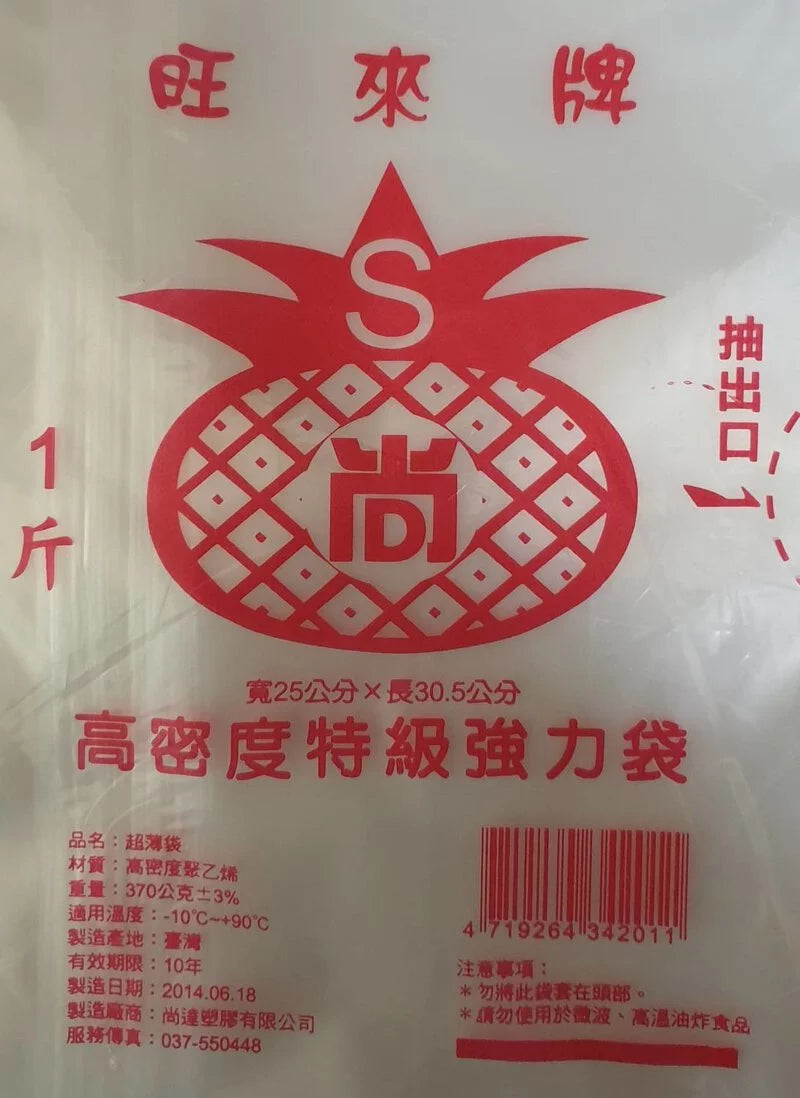 旺來牌
S
抽出口
1斤
尚
D
寬25公分×長30.5公分
高密度特級強力袋
品名：超薄袋
材質：高密度聚乙烯
重量：370公克±3%
適用溫度：-10℃~+90℃
製造產地：臺灣
有效期限：10年
製造日期：2014.06.18
製造廠商：尚達塑膠有限公司
服務傳真：037-550448
4 719264 342011
注意事項：
＊勿將此袋套在頭部。
＊請勿使用於微波、高溫油炸食品